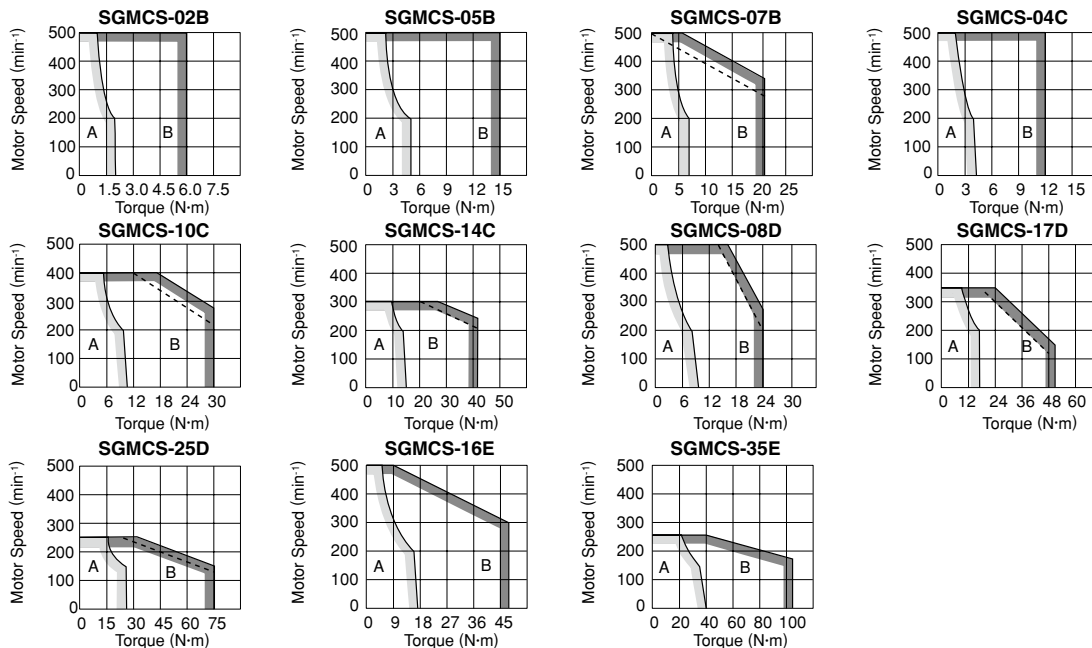 SGMCS-02B
Motor Speed (min⁻¹)
500
400
300
200
100
0
A
B
0 1.5 3.0 4.5 6.0 7.5
Torque (N·m)
SGMCS-05B
Motor Speed (min⁻¹)
500
400
300
200
100
0
A
B
0 3 6 9 12 15
Torque (N·m)
SGMCS-07B
Motor Speed (min⁻¹)
500
400
300
200
100
0
A
B
0 5 10 15 20 25
Torque (N·m)
SGMCS-04C
Motor Speed (min⁻¹)
500
400
300
200
100
0
A
B
0 3 6 9 12 15
Torque (N·m)
SGMCS-10C
Motor Speed (min⁻¹)
500
400
300
200
100
0
A
B
0 6 12 18 24 30
Torque (N·m)
SGMCS-14C
Motor Speed (min⁻¹)
500
400
300
200
100
0
A
B
0 10 20 30 40 50
Torque (N·m)
SGMCS-08D
Motor Speed (min⁻¹)
500
400
300
200
100
0
A
B
0 6 12 18 24 30
Torque (N·m)
SGMCS-17D
Motor Speed (min⁻¹)
500
400
300
200
100
0
A
B
0 12 24 36 48 60
Torque (N·m)
SGMCS-25D
Motor Speed (min⁻¹)
500
400
300
200
100
0
A
B
0 15 30 45 60 75
Torque (N·m)
SGMCS-16E
Motor Speed (min⁻¹)
500
400
300
200
100
0
A
B
0 9 18 27 36 45
Torque (N·m)
SGMCS-35E
Motor Speed (min⁻¹)
500
400
300
200
100
0
A
B
0 20 40 60 80 100
Torque (N·m)